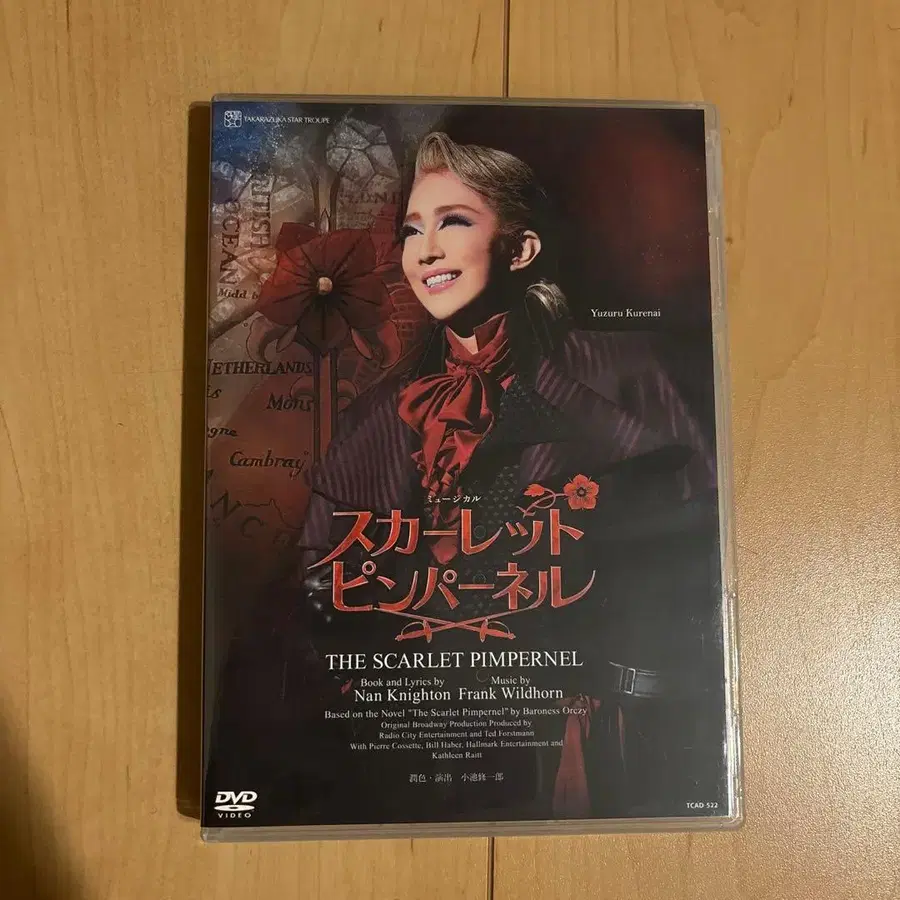 TAKARAZUKA STAR TROUPE
BRITISH
OCEAN
Midd
Yuzuru Kurenai
NETHERLANDS
Mons
Cambray
ミュージカル
スカーレット
ピンパーネル
THE SCARLET PIMPERNEL
Book and Lyrics by Music by
Nan Knighton Frank Wildhorn
Based on the Novel "The Scarlet Pimpernel" by Baroness Orczy
Original Broadway Production Produced by
Radio City Entertainment and Ted Forstmann
With Pierre Cossette, Bill Haber, Hallmark Entertainment and
Kathleen Raitt
潤色・演出 小池修一郎
DVD
VIDEO
TCAD-522